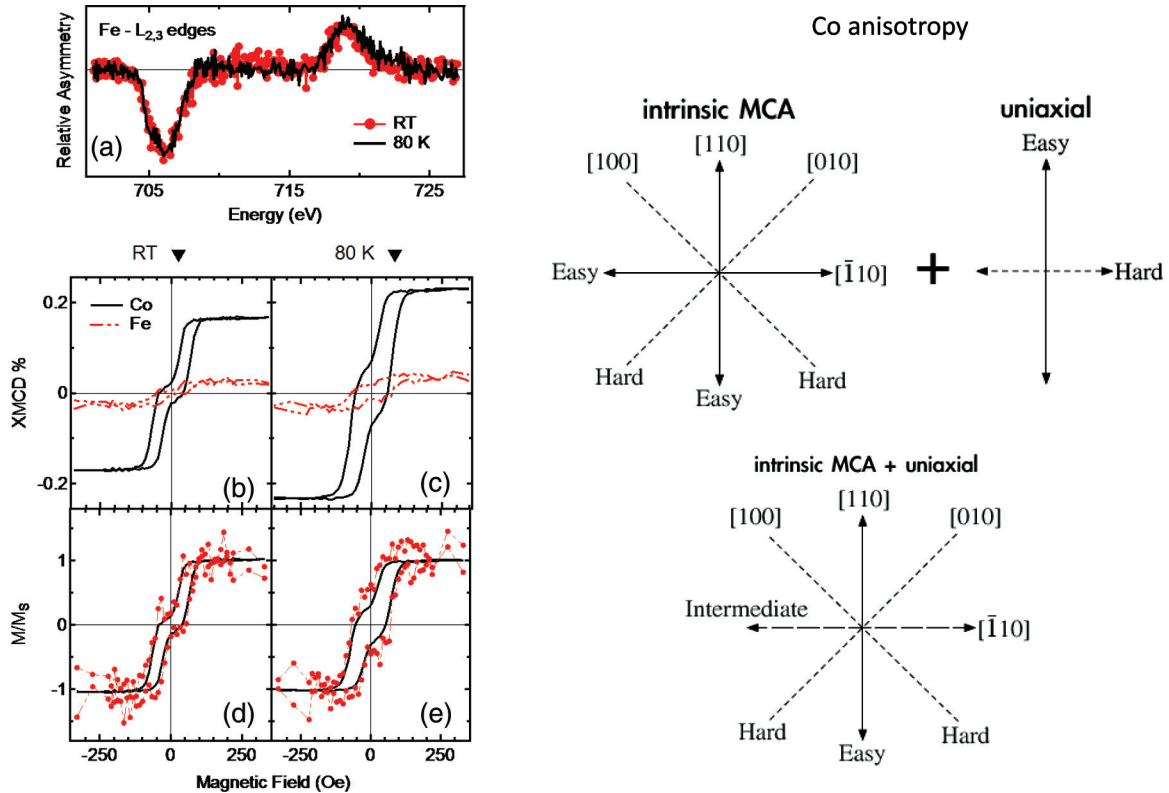 Fe - L2,3 edges
Relative Asymmetry
RT
80 K
(a)
705
715
725
Energy (eV)
RT ▼
80 K ▼
Co
Fe
0.2
0
-0.2
XMCD %
(b)
(c)
1
0
-1
M/Ms
(d)
(e)
-250
0
250
-250
0
250
Magnetic Field (Oe)
Co anisotropy
intrinsic MCA
[100]
[110]
[010]
Easy
[1̄10]
Hard
Easy
Hard
+
uniaxial
Easy
Hard
intrinsic MCA + uniaxial
[100]
[110]
[010]
Intermediate
[1̄10]
Hard
Easy
Hard